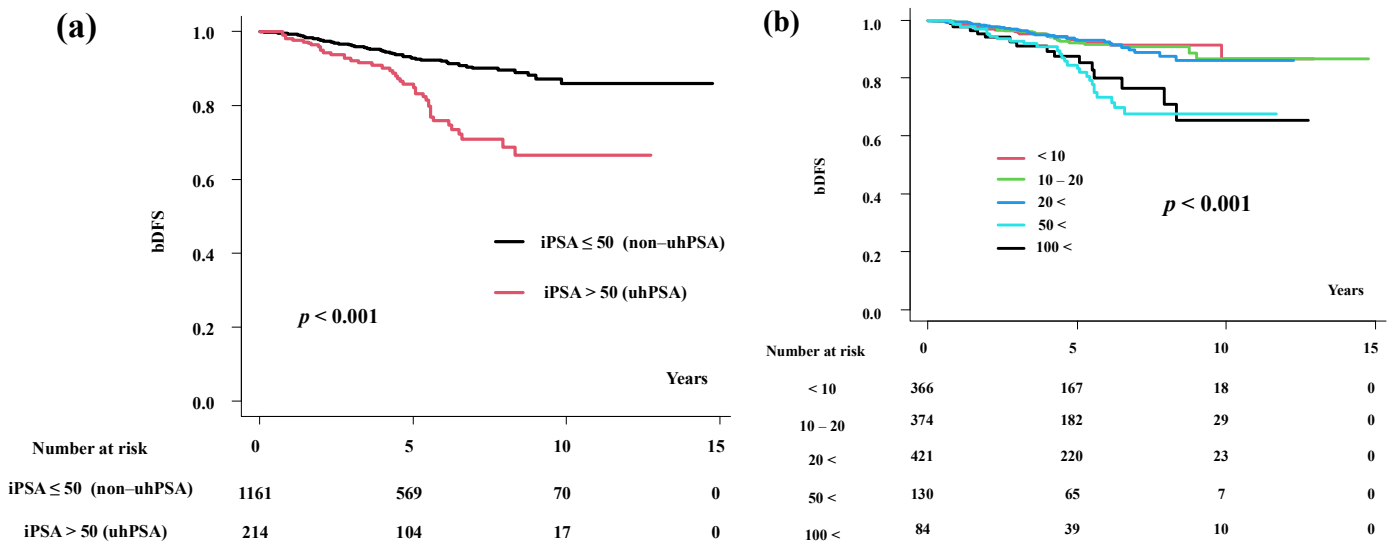 (a)
1.0
0.8
0.6
0.4
0.2
0.0
bDFS
iPSA ≤ 50 (non–uhPSA)
iPSA > 50 (uhPSA)
p < 0.001
Years
Number at risk 0 5 10 15
iPSA ≤ 50 (non–uhPSA) 1161 569 70 0
iPSA > 50 (uhPSA) 214 104 17 0
(b)
1.0
0.8
0.6
0.4
0.2
0.0
bDFS
< 10
10 – 20
20 <
50 <
100 <
p < 0.001
Years
Number at risk 0 5 10 15
< 10 366 167 18 0
10 – 20 374 182 29 0
20 < 421 220 23 0
50 < 130 65 7 0
100 < 84 39 10 0